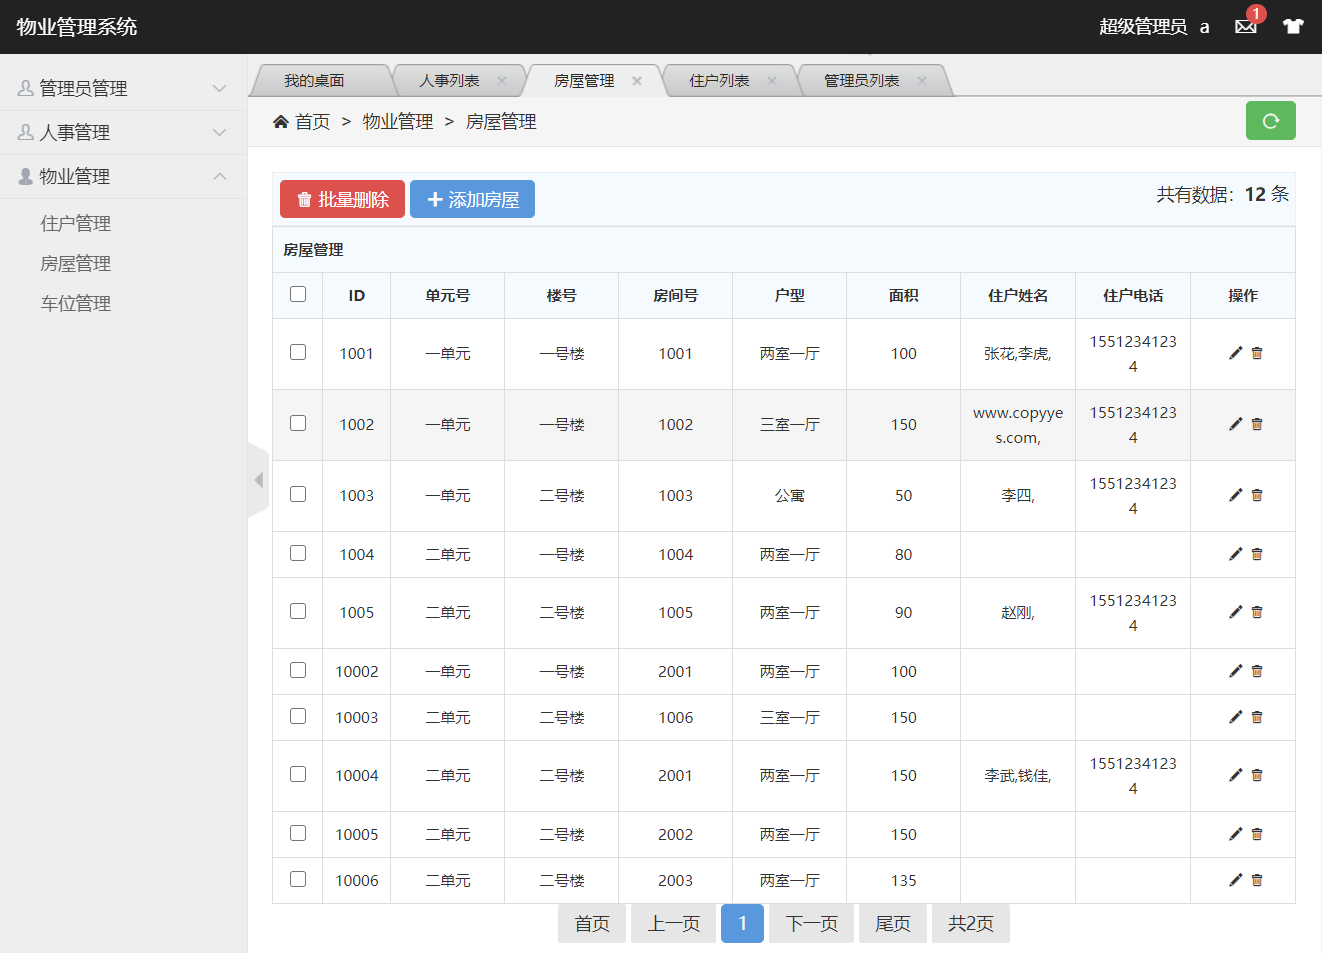 物业管理系统
超级管理员 a
1
管理员管理
人事管理
物业管理
住户管理
房屋管理
车位管理
我的桌面
人事列表
房屋管理
住户列表
管理员列表
首页 > 物业管理 > 房屋管理
批量删除
添加房屋
共有数据：12 条
房屋管理
ID 单元号 楼号 房间号 户型 面积 住户姓名 住户电话 操作
1001 一单元 一号楼 1001 两室一厅 100 张花,李虎, 1551234123
4
1002 一单元 一号楼 1002 三室一厅 150 www.copyye 1551234123
s.com, 4
1003 一单元 二号楼 1003 公寓 50 李四, 1551234123
4
1004 二单元 一号楼 1004 两室一厅 80
1005 二单元 二号楼 1005 两室一厅 90 赵刚, 1551234123
4
10002 一单元 一号楼 2001 两室一厅 100
10003 二单元 二号楼 1006 三室一厅 150
10004 二单元 二号楼 2001 两室一厅 150 李武,钱佳, 1551234123
4
10005 二单元 二号楼 2002 两室一厅 150
10006 二单元 二号楼 2003 两室一厅 135
首页 上一页 1 下一页 尾页 共2页